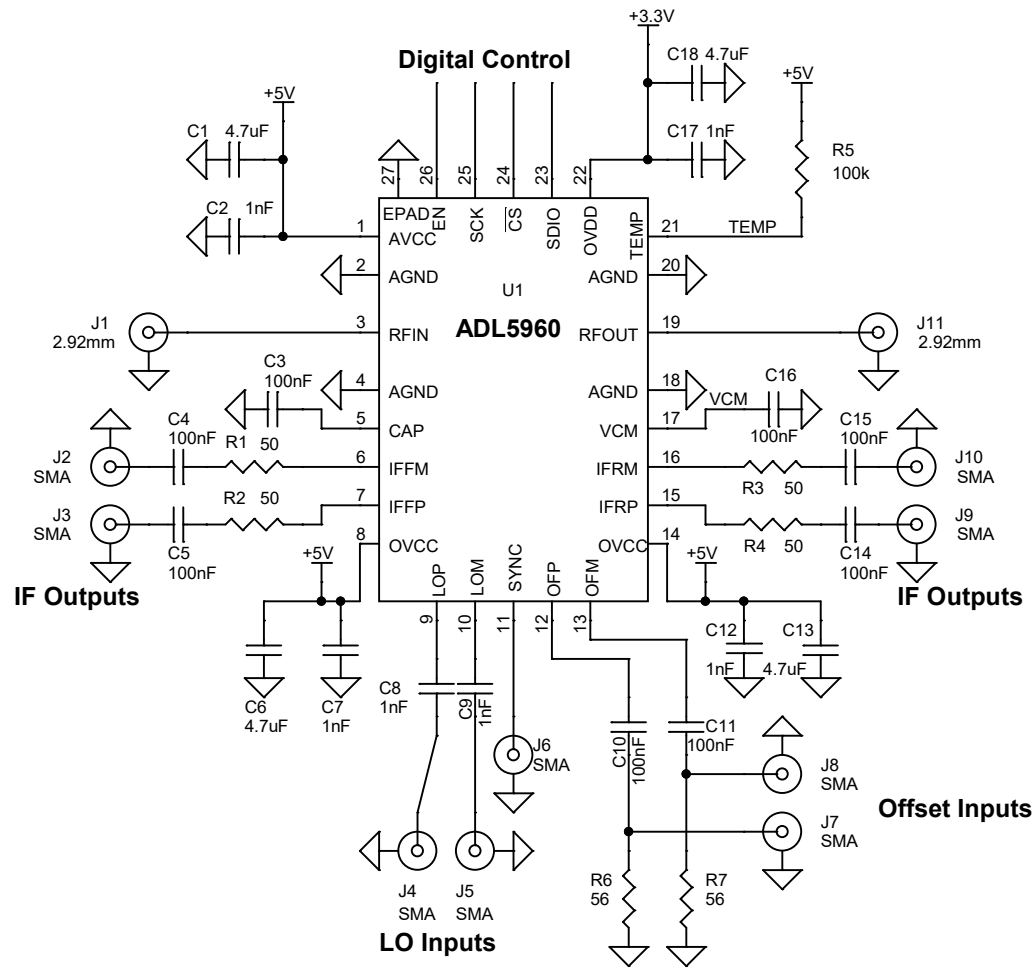 +3.3V
C18 4.7uF
Digital Control
+5V
+5V
C1 4.7uF
C17 1nF
R5
100k
C2 1nF
27 26 25 24 23 22
EPAD EN SCK CS SDIO OVDD TEMP
1 AVCC
21 TEMP
2 AGND
AGND 20
U1
ADL5960
J1
2.92mm
3 RFIN
RFOUT 19
J11
2.92mm
C3
100nF
4 AGND
AGND 18
C16
100nF
VCM
5 CAP
VCM 17
C4
100nF
R1 50
C15
100nF
J2
SMA
6 IFFM
IFRM 16
J10
SMA
R3 50
R2 50
7 IFFP
IFRP 15
J3
SMA
J9
SMA
C5
100nF
8 OVCC
OVCC 14
R4 50
C14
100nF
+5V
+5V
IF Outputs
IF Outputs
LOP LOM SYNC OFP OFM
9 10 11 12 13
C12
1nF
C13
4.7uF
C6
4.7uF
C7
1nF
C8
1nF
C9
1nF
J6
SMA
C10
100nF
C11
100nF
J8
SMA
Offset Inputs
J7
SMA
J4
SMA
J5
SMA
R6
56
R7
56
LO Inputs